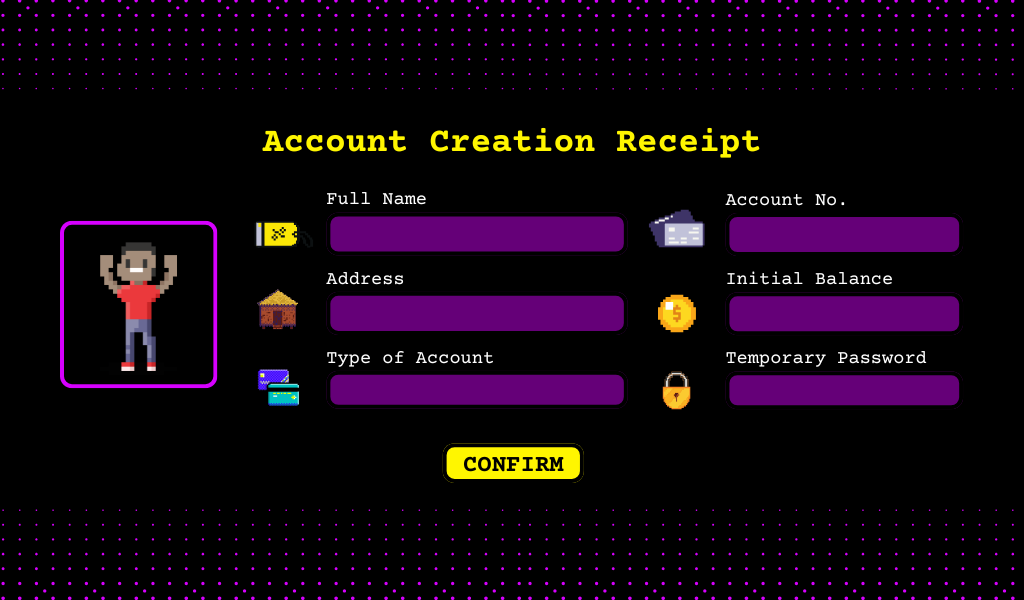 Account Creation Receipt
Full Name
Account No.
Address
Initial Balance
Type of Account
Temporary Password
CONFIRM